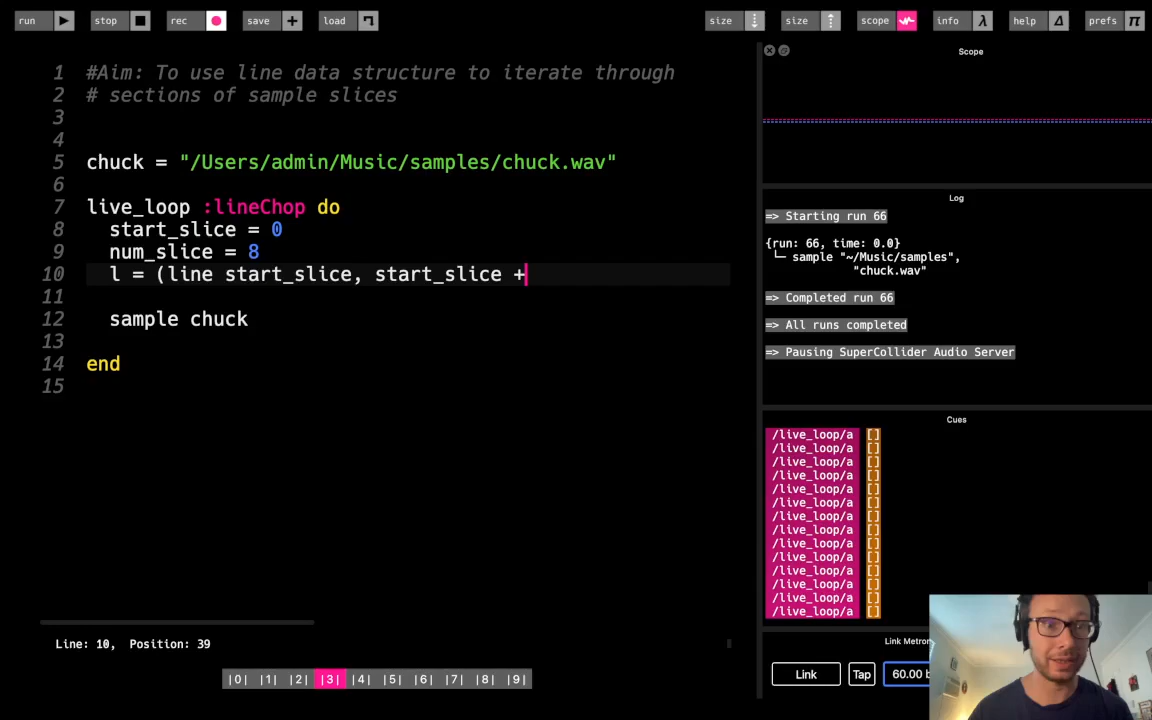 run stop rec save + load size size scope info λ help Δ prefs π
Scope
1 #Aim: To use line data structure to iterate through
2 # sections of sample slices
3
4
5 chuck = "/Users/admin/Music/samples/chuck.wav"
6
7 live_loop :lineChop do
8 start_slice = 0
9 num_slice = 8
10 l = (line start_slice, start_slice +
11
12 sample chuck
13
14 end
15
Log
=> Starting run 66
{run: 66, time: 0.0}
└─ sample "~/Music/samples",
"chuck.wav"
=> Completed run 66
=> All runs completed
=> Pausing SuperCollider Audio Server
Cues
/live_loop/a []
/live_loop/a []
/live_loop/a []
/live_loop/a []
/live_loop/a []
/live_loop/a []
/live_loop/a []
/live_loop/a []
/live_loop/a []
/live_loop/a []
/live_loop/a []
/live_loop/a []
/live_loop/a []
/live_loop/a []
Line: 10, Position: 39
Link Metron
Link Tap 60.00 b
|0| |1| |2| |3| |4| |5| |6| |7| |8| |9|